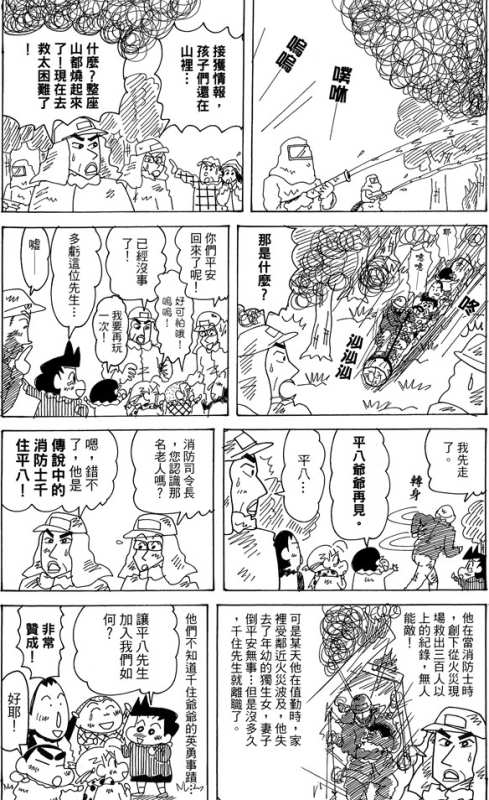 噗咻
嗚嗚
接獲情報，
孩子們還在
山裡…
什麼？整座
山都燒起來
了！現在去
救太困難了
！
耶
咚
汕汕汕
那是什麼？
你們平安
回來了呢！
好可怕哦！
嗚嗚！
已經沒事
了！
我要再玩
一次！
多虧這位先生…
噓—
我先走
了。
轉身
平八爺爺再見。
平八…
消防司令長
，您認識那
名老人嗎？
嗯，錯不
了，他是
傳說中的
消防士千
住平八！
他在當消防士時
，創下從火災現
場救出三百人以
上的紀錄，無人
能敵！
可是某天他在值勤時，家
裡受鄰近火災波及，他失
去了年幼的獨生女，妻子
倒平安無事…但是沒多久
，千住先生就離職了。
他們不知道千住爺爺的英勇事蹟
讓平八先生
加入我們如
何？
非常
贊成！
好耶！